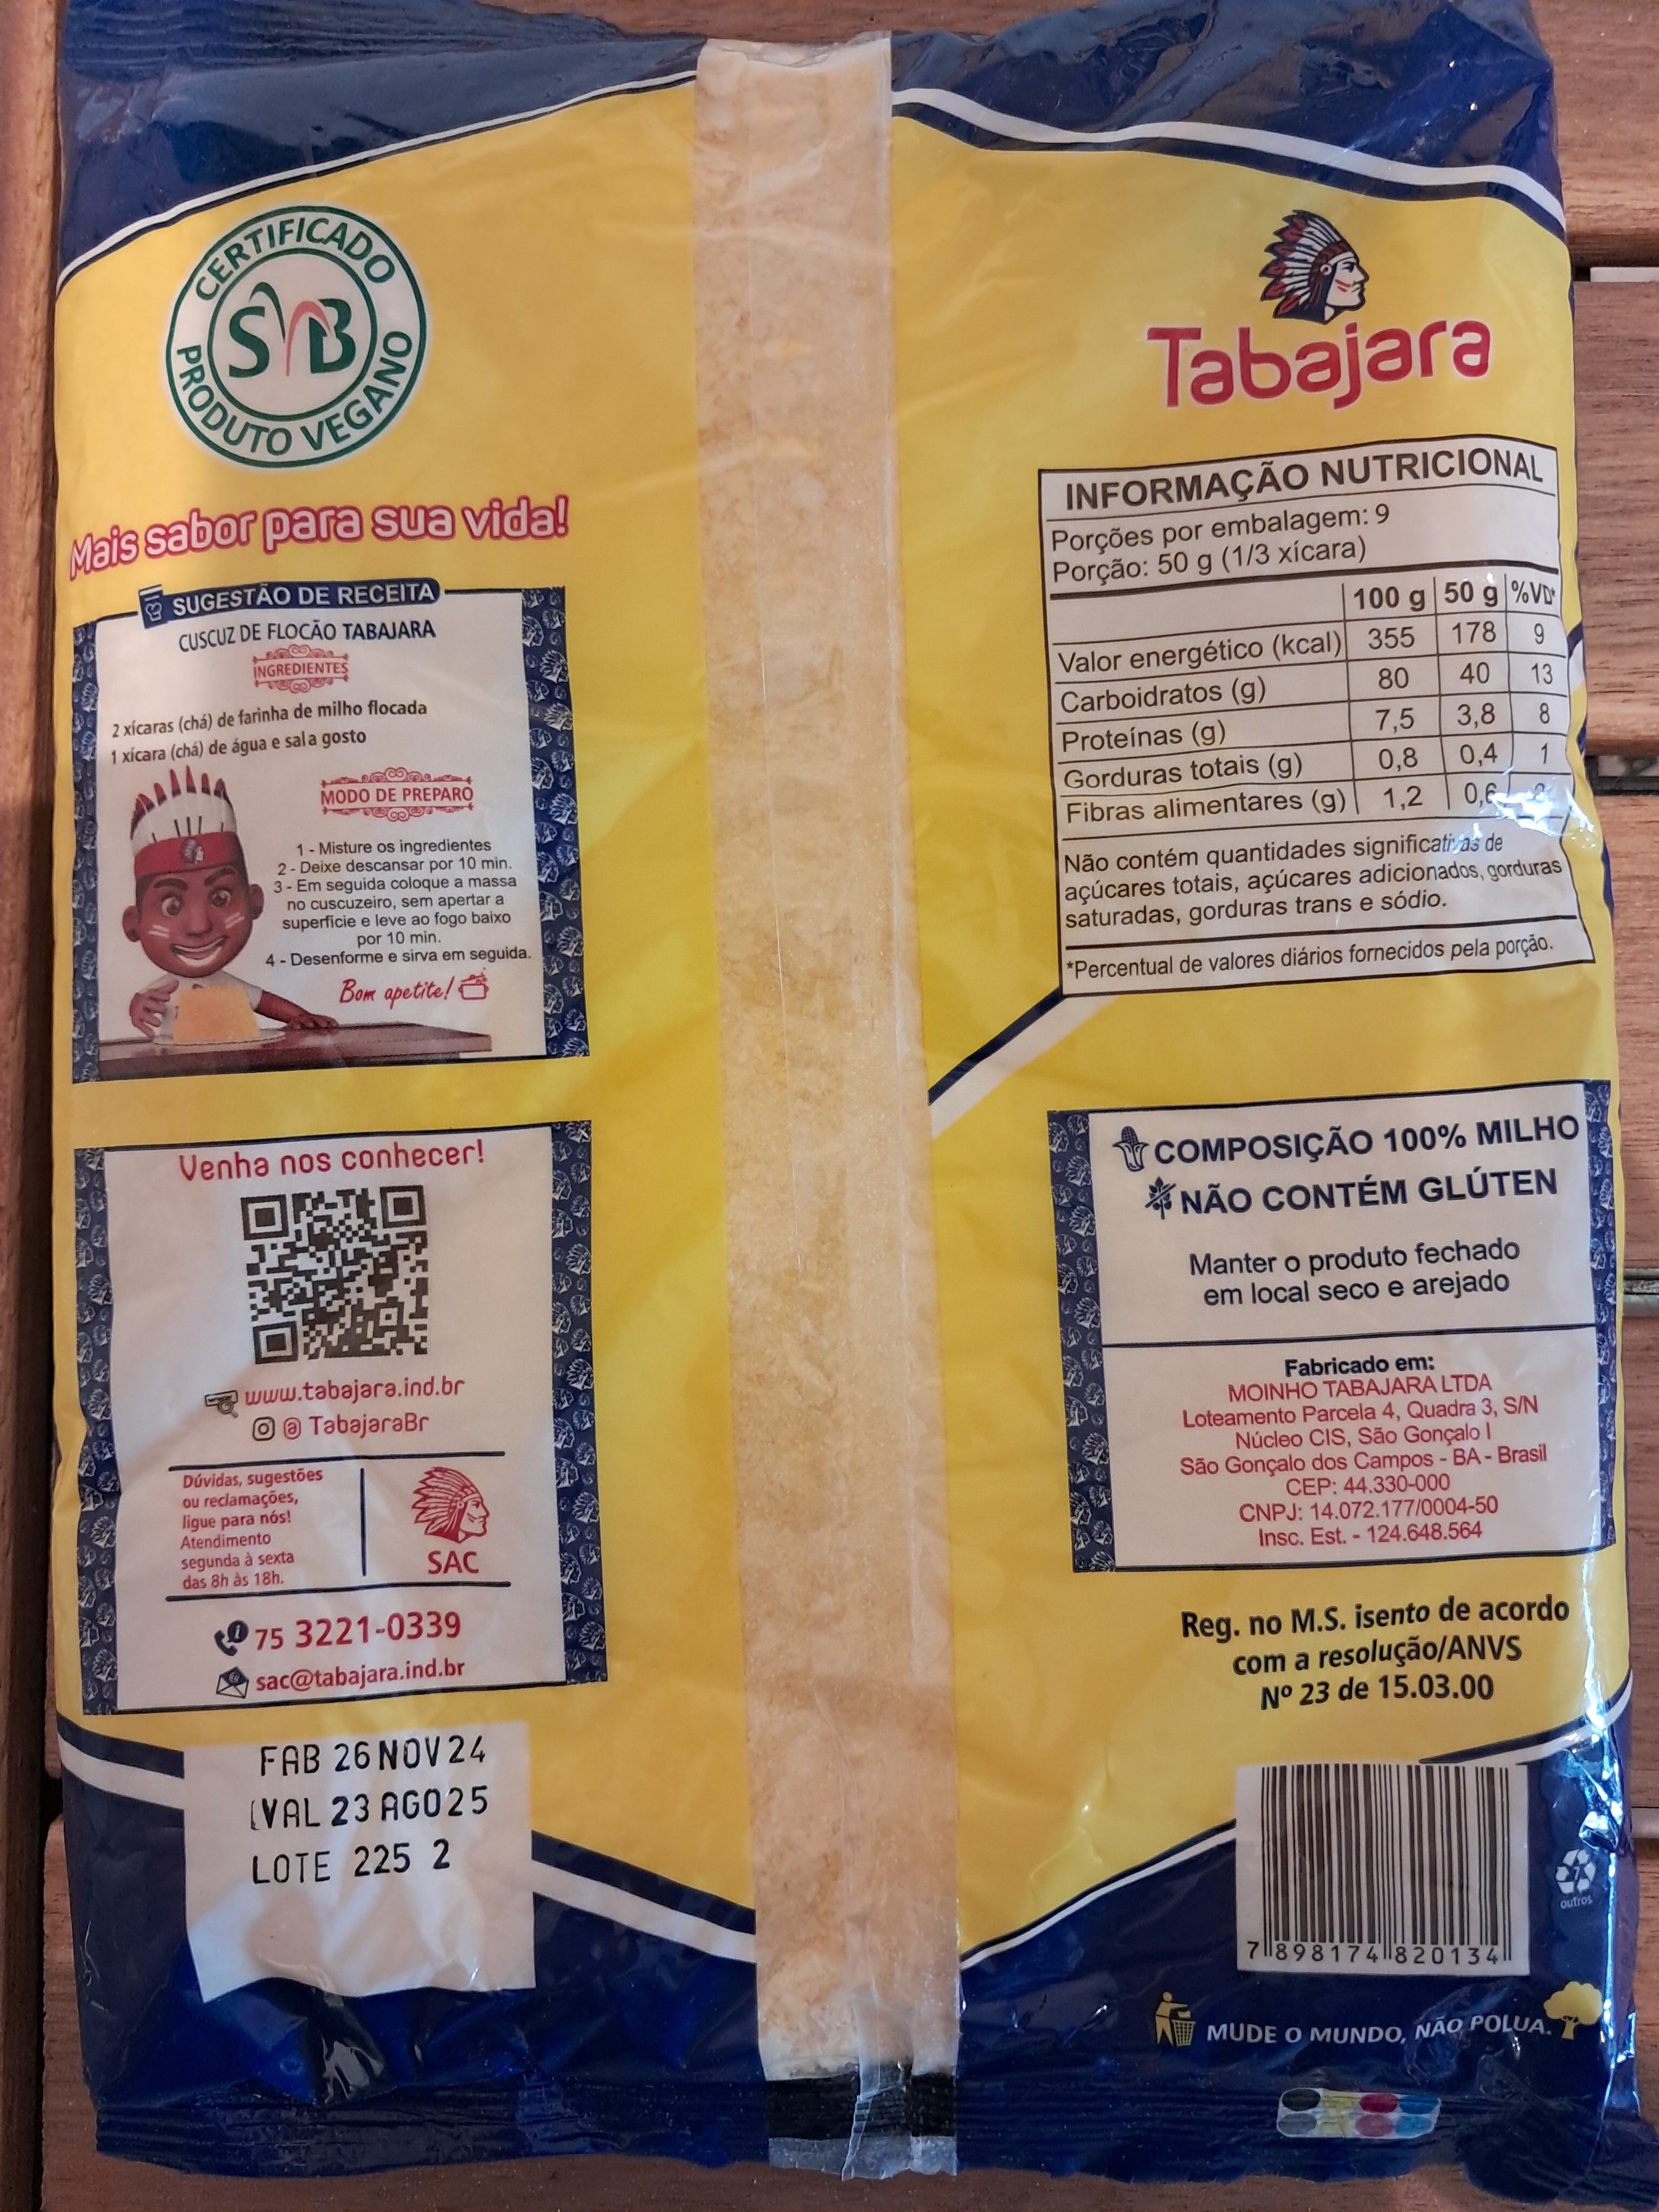 CERTIFICADO
SVB
PRODUTO VEGANO
Mais sabor para sua vida!
SUGESTÃO DE RECEITA
CUSCUZ DE FLOCÃO TABAJARA
INGREDIENTES
2 xícaras (chá) de farinha de milho flocada
1 xícara (chá) de água e sal a gosto
MODO DE PREPARO
1 - Misture os ingredientes
2 - Deixe descansar por 10 min.
3 - Em seguida coloque a massa
no cuscuzeiro, sem apertar a
superfície e leve ao fogo baixo
por 10 min.
4 - Desenforme e sirva em seguida.
Bom apetite!
Venha nos conhecer!
www.tabajara.ind.br
@ TabajaraBr
Dúvidas, sugestões
ou reclamações,
ligue para nós!
Atendimento
segunda à sexta
das 8h às 18h.
SAC
75 3221-0339
sac@tabajara.ind.br
FAB 26 NOV 24
VAL 23 AGO 25
LOTE 225 2
Tabajara
INFORMAÇÃO NUTRICIONAL
Porções por embalagem: 9
Porção: 50 g (1/3 xícara)
100 g 50 g %VD*
Valor energético (kcal) 355 178 9
Carboidratos (g) 80 40 13
Proteínas (g) 7,5 3,8 8
Gorduras totais (g) 0,8 0,4 1
Fibras alimentares (g) 1,2 0,6 2
Não contém quantidades significativas de
açúcares totais, açúcares adicionados, gorduras
saturadas, gorduras trans e sódio.
*Percentual de valores diários fornecidos pela porção.
COMPOSIÇÃO 100% MILHO
NÃO CONTÉM GLÚTEN
Manter o produto fechado
em local seco e arejado
Fabricado em:
MOINHO TABAJARA LTDA
Loteamento Parcela 4, Quadra 3, S/N
Núcleo CIS, São Gonçalo I
São Gonçalo dos Campos - BA - Brasil
CEP: 44.330-000
CNPJ: 14.072.177/0004-50
Insc. Est. - 124.648.564
Reg. no M.S. isento de acordo
com a resolução/ANVS
Nº 23 de 15.03.00
7 898174 820134
7
outros
MUDE O MUNDO, NÃO POLUA.